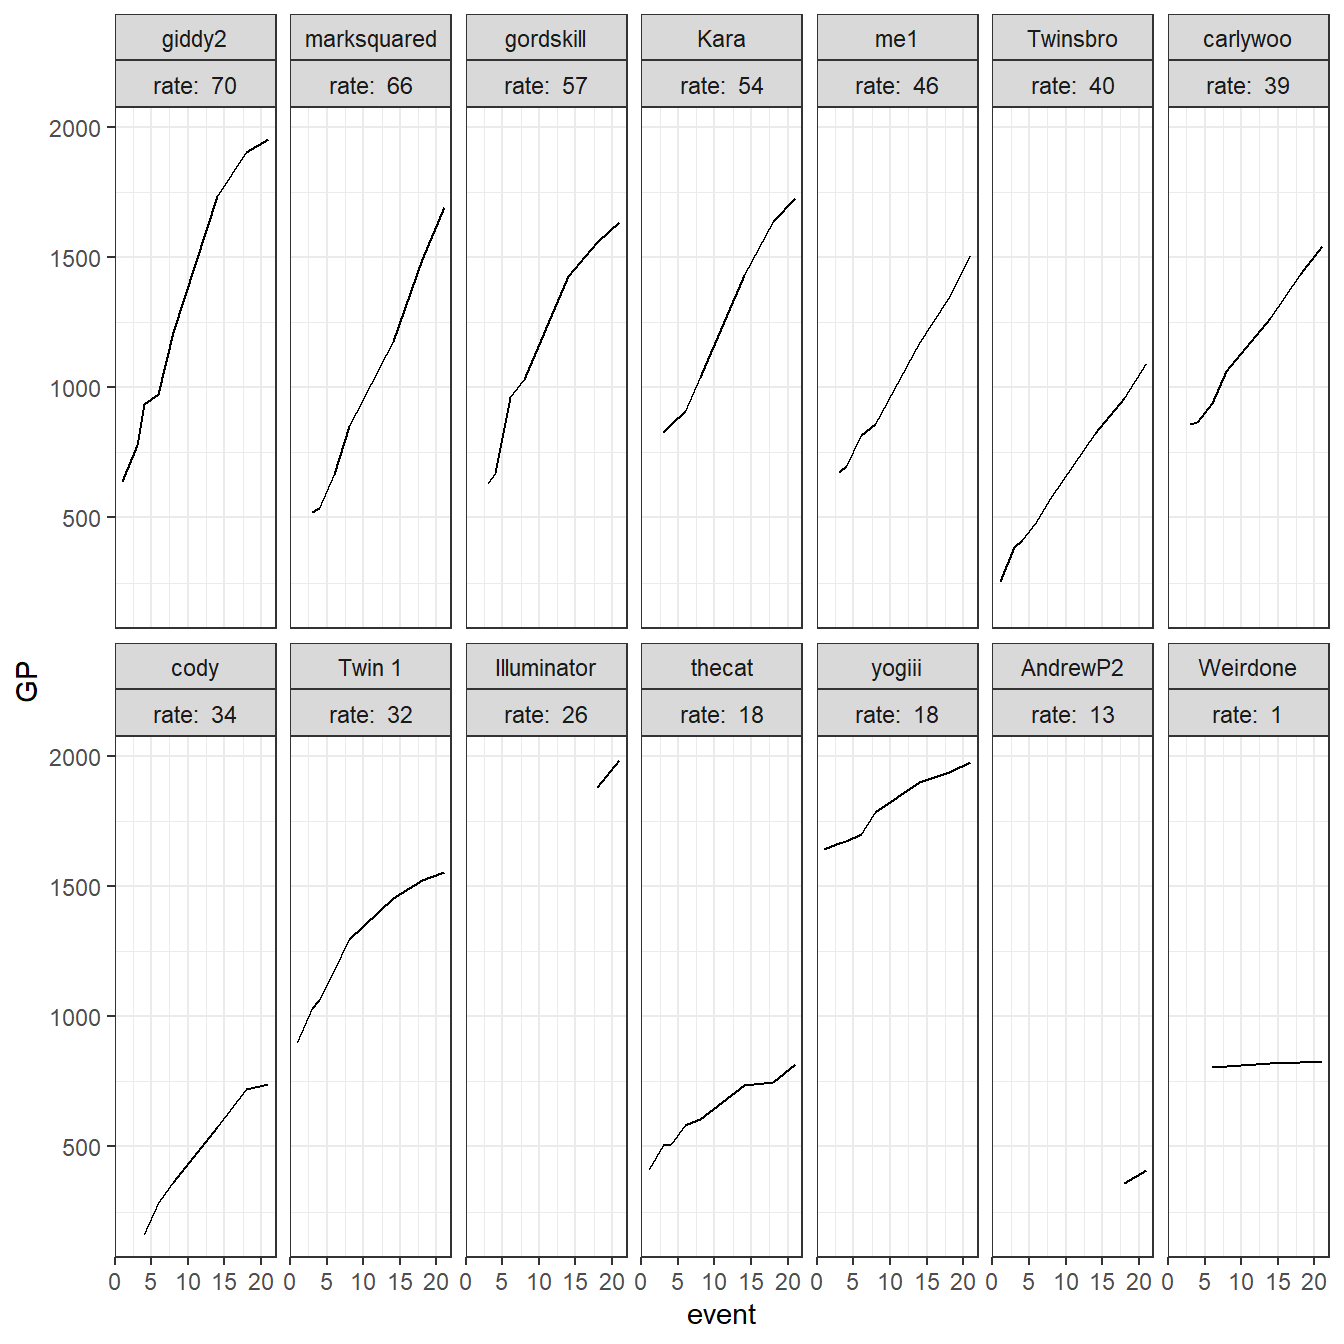 giddy2 marksquared gordskill Kara me1 Twinsbro carlywoo
rate: 70 rate: 66 rate: 57 rate: 54 rate: 46 rate: 40 rate: 39
2000
1500
1000
500
GP
cody Twin 1 Illuminator thecat yogiii AndrewP2 Weirdone
rate: 34 rate: 32 rate: 26 rate: 18 rate: 18 rate: 13 rate: 1
2000
1500
1000
500
0 5 10 15 20 0 5 10 15 20 0 5 10 15 20 0 5 10 15 20 0 5 10 15 20 0 5 10 15 20 0 5 10 15 20
event